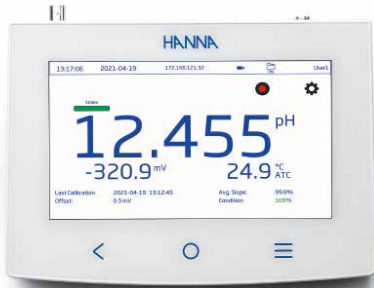 HANNA
13:17:06 2021-04-19 172.166.121.32 User1
Stable
12.455 pH
-320.9 mV 24.9 °C
ATC
Last Calibration: 2021-04-19 13:12:45 Avg. Slope: 99.6%
Offset: 0.5 mV Condition: 100%